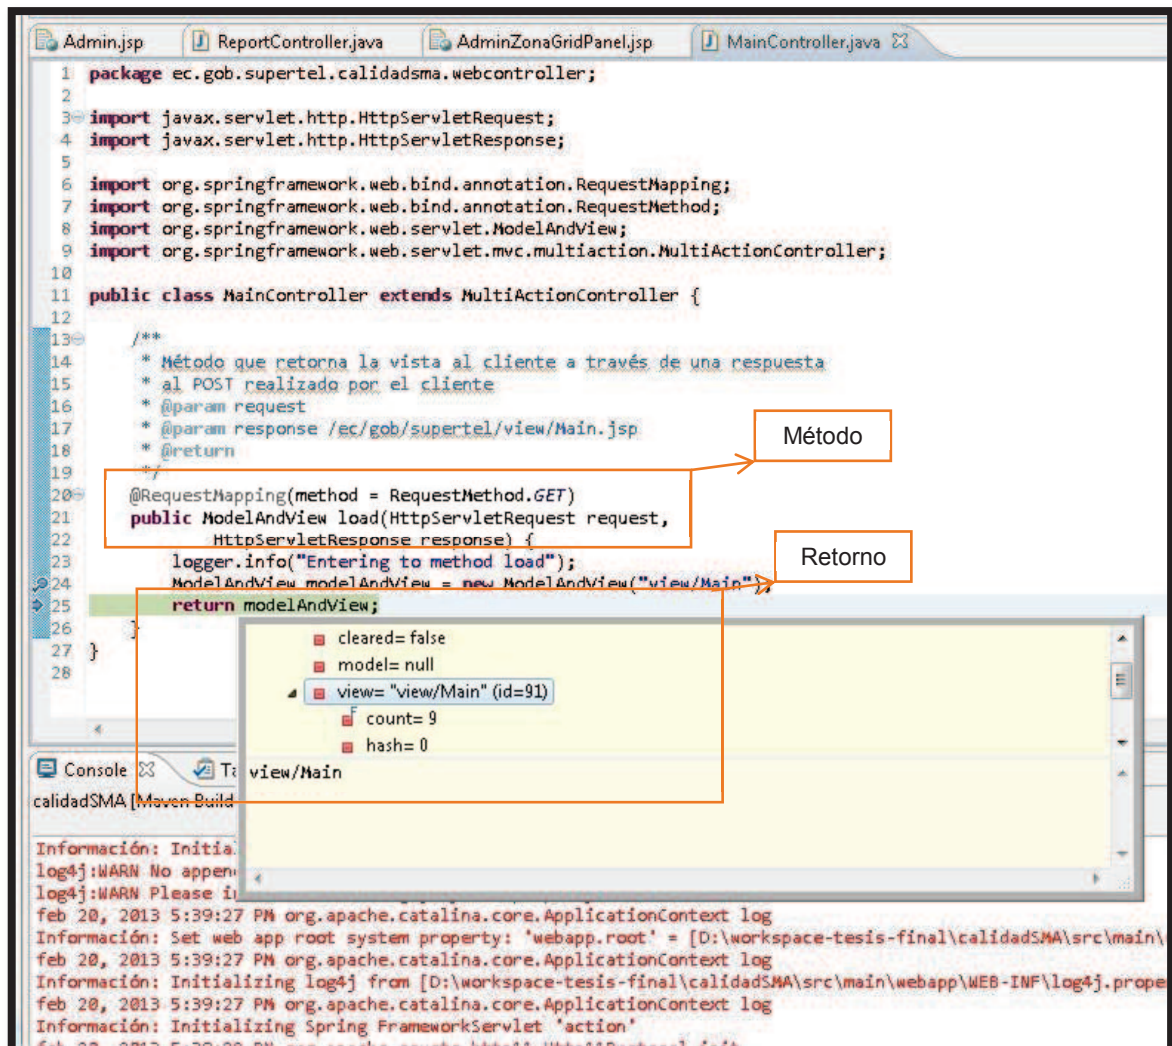 Admin.jsp ReportController.java AdminZonaGridPanel.jsp MainController.java
1 package ec.gob.supertel.calidadsma.webcontroller;
2
3 import javax.servlet.http.HttpServletRequest;
4 import javax.servlet.http.HttpServletResponse;
5
6 import org.springframework.web.bind.annotation.RequestMapping;
7 import org.springframework.web.bind.annotation.RequestMethod;
8 import org.springframework.web.servlet.ModelAndView;
9 import org.springframework.web.servlet.mvc.multiaction.MultiActionController;
10
11 public class MainController extends MultiActionController {
12
13 /**
14 * Método que retorna la vista al cliente a través de una respuesta
15 * al POST realizado por el cliente
16 * @param request
17 * @param response /ec/gob/supertel/view/Main.jsp
Método
18 * @return
19 */
20 @RequestMapping(method = RequestMethod.GET)
21 public ModelAndView load(HttpServletRequest request,
22 HttpServletResponse response) {
23 logger.info("Entering to method load");
Retorno
24 ModelAndView modelAndView = new ModelAndView("view/Main");
25 return modelAndView;
26 }
27 }
28
cleared= false
model= null
view= "view/Main" (id=91)
F count= 9
hash= 0
view/Main
Console Ta
calidadSMA [Maven Build
Información: Initia
log4j:WARN No appen
log4j:WARN Please i
feb 20, 2013 5:39:27 PM org.apache.catalina.core.ApplicationContext log
Información: Set web app root system property: 'webapp.root' = [D:\workspace-tesis-final\calidadSMA\src\main\
feb 20, 2013 5:39:27 PM org.apache.catalina.core.ApplicationContext log
Información: Initializing log4j from [D:\workspace-tesis-final\calidadSMA\src\main\webapp\WEB-INF\log4j.prope
feb 20, 2013 5:39:27 PM org.apache.catalina.core.ApplicationContext log
Información: Initializing Spring FrameworkServlet 'action'